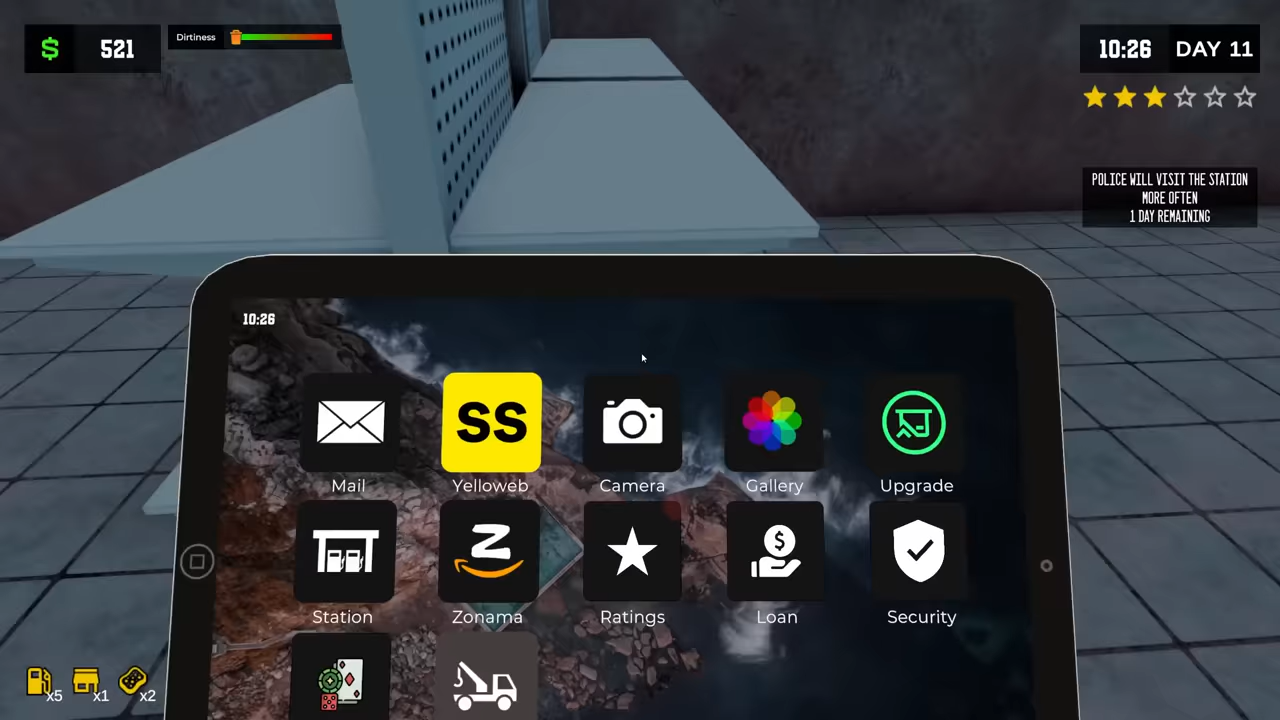 $ 521
Dirtiness
10:26 DAY 11
POLICE WILL VISIT THE STATION
MORE OFTEN
1 DAY REMAINING
10:26
SS
Mail Yelloweb Camera Gallery Upgrade
Z
$
Station Zonama Ratings Loan Security
x5 x1 x2